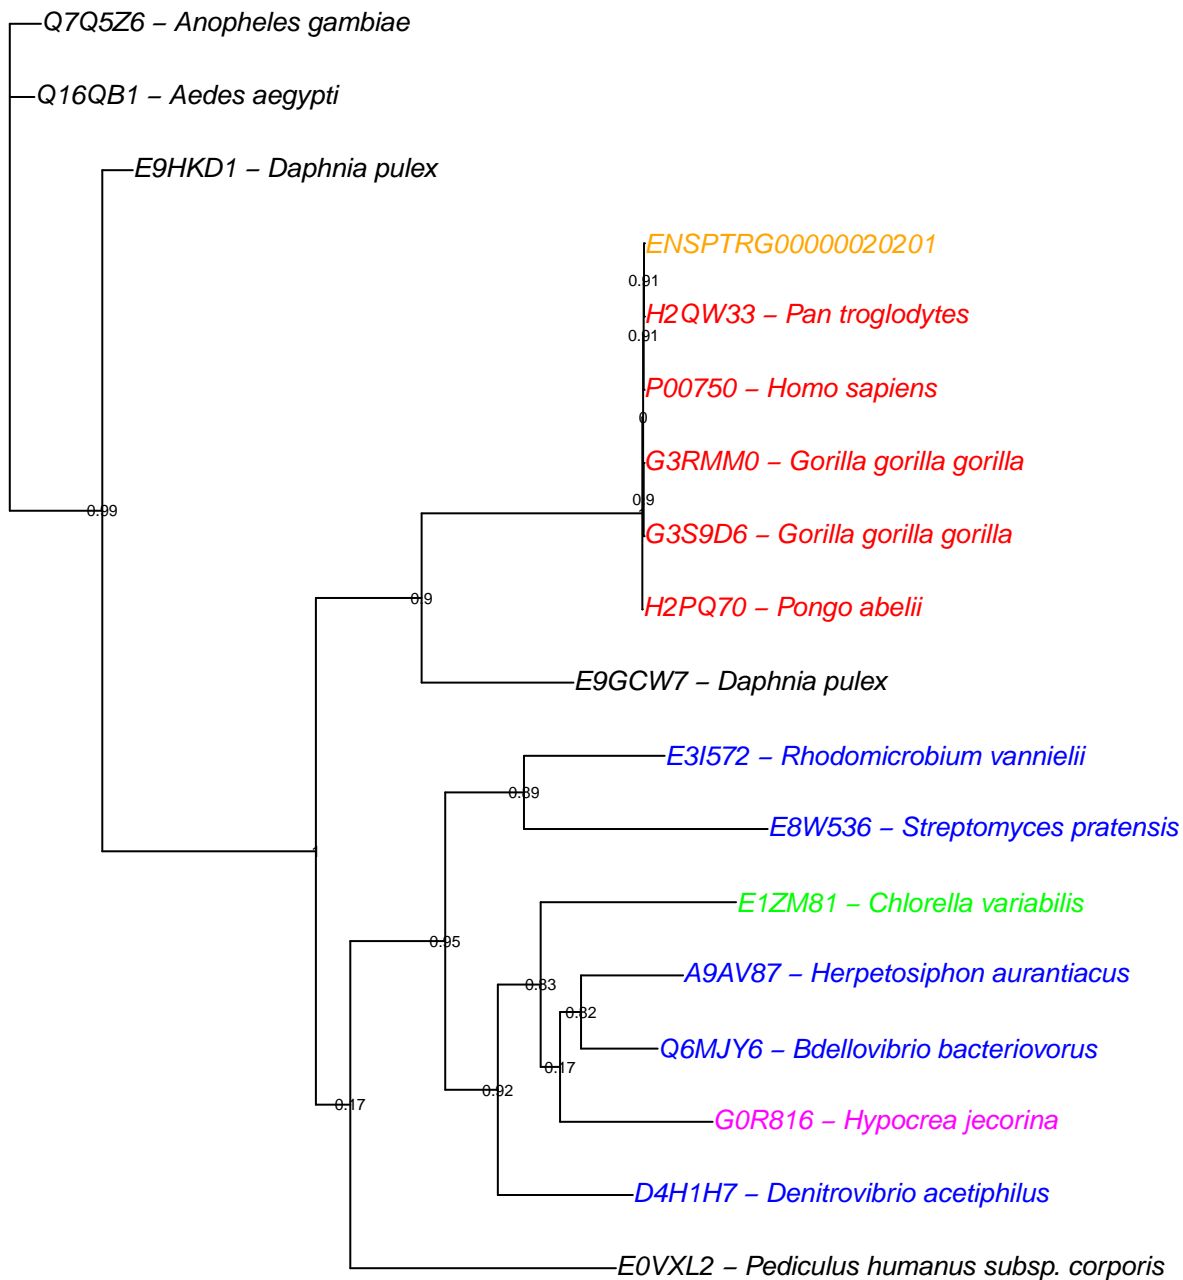 Q7Q5Z6 – Anopheles gambiae
Q16QB1 – Aedes aegypti
E9HKD1 – Daphnia pulex
ENSPTRG00000020201
0.91
H2QW33 – Pan troglodytes
0.91
P00750 – Homo sapiens
0
G3RMM0 – Gorilla gorilla gorilla
0.9
0.99
1
G3S9D6 – Gorilla gorilla gorilla
0.9
H2PQ70 – Pongo abelii
E9GCW7 – Daphnia pulex
E3I572 – Rhodomicrobium vannielii
0.89
E8W536 – Streptomyces pratensis
1
E1ZM81 – Chlorella variabilis
0.95
A9AV87 – Herpetosiphon aurantiacus
0.83
0.82
Q6MJY6 – Bdellovibrio bacteriovorus
0.17
0.92
0.17
G0R816 – Hypocrea jecorina
D4H1H7 – Denitrovibrio acetiphilus
E0VXL2 – Pediculus humanus subsp. corporis